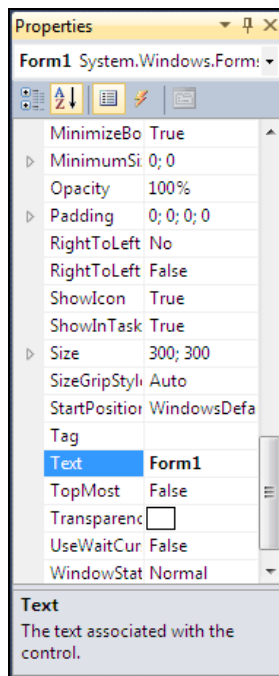 Properties
Form1 System.Windows.Forms
MinimizeBo True
MinimumSi 0; 0
Opacity 100%
Padding 0; 0; 0; 0
RightToLeft No
RightToLeft False
ShowIcon True
ShowInTask True
Size 300; 300
SizeGripStyl Auto
StartPosition WindowsDefa
Tag
Text Form1
TopMost False
Transparenc
UseWaitCur False
WindowStat Normal
Text
The text associated with the
control.